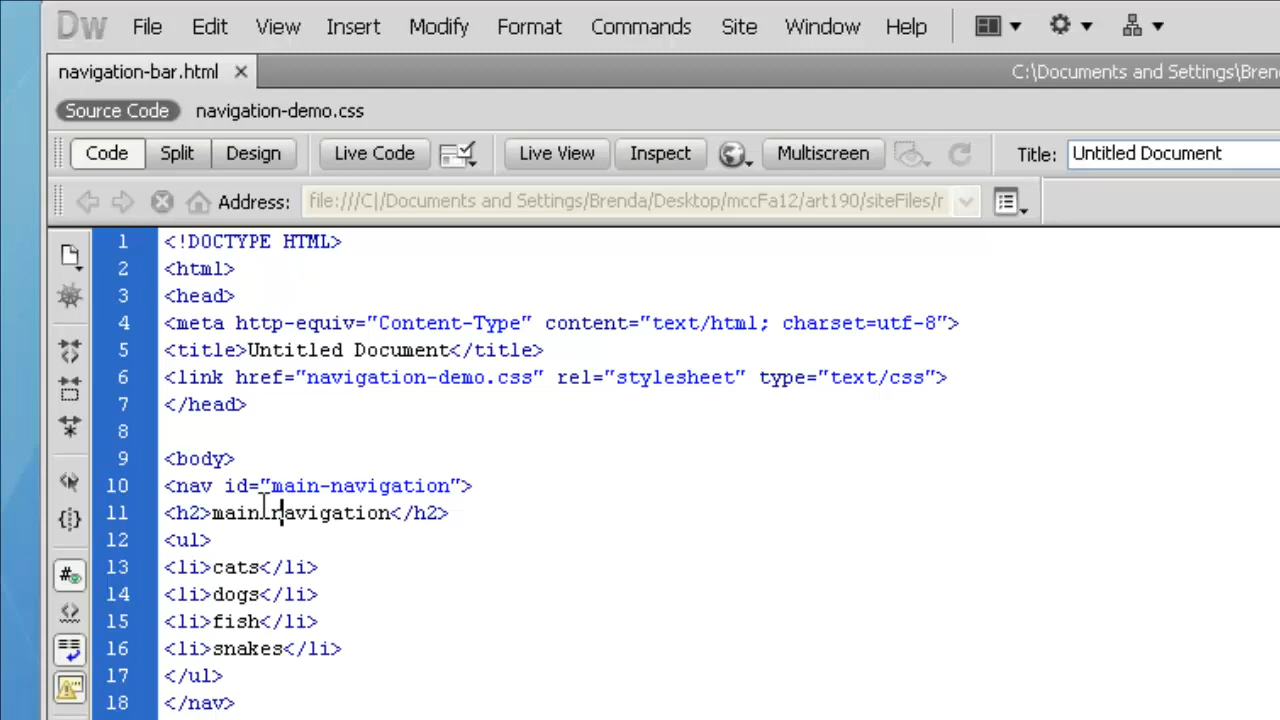 Dw File Edit View Insert Modify Format Commands Site Window Help
navigation-bar.html
C:\Documents and Settings\Bren
Source Code navigation-demo.css
Code Split Design Live Code Live View Inspect Multiscreen Title: Untitled Document
Address: file:///C|/Documents and Settings/Brenda/Desktop/mccFa12/art190/siteFiles/r
1 <!DOCTYPE HTML>
2 <html>
3 <head>
4 <meta http-equiv="Content-Type" content="text/html; charset=utf-8">
5 <title>Untitled Document</title>
6 <link href="navigation-demo.css" rel="stylesheet" type="text/css">
7 </head>
8
9 <body>
10 <nav id="main-navigation">
11 <h2>main navigation</h2>
12 <ul>
13 <li>cats</li>
14 <li>dogs</li>
15 <li>fish</li>
16 <li>snakes</li>
17 </ul>
18 </nav>